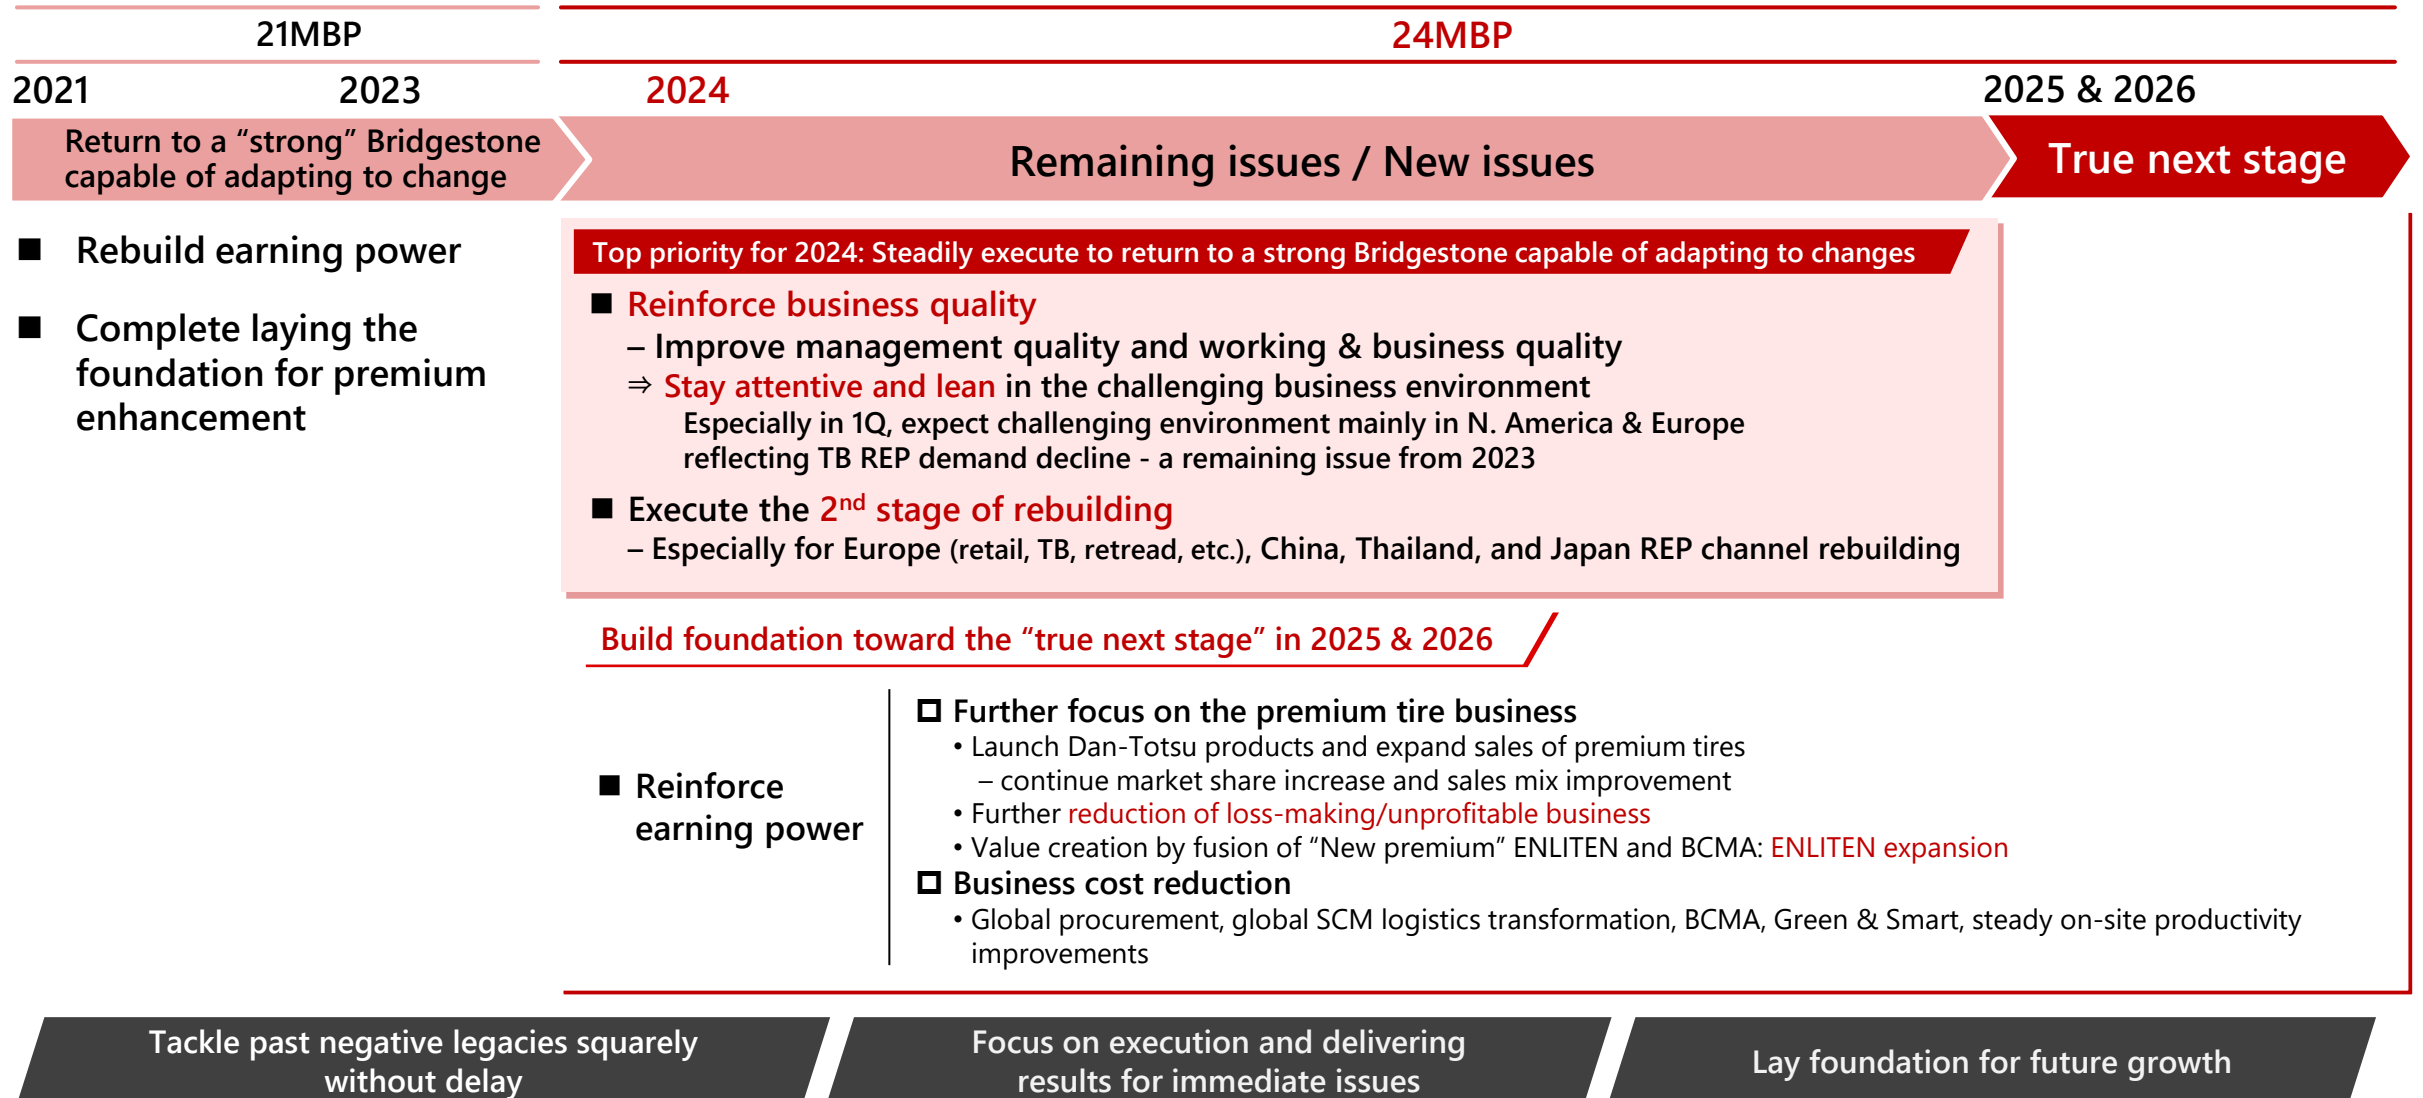 21MBP
24MBP
2021
2023
2024
2025 & 2026
Return to a “strong” Bridgestone
capable of adapting to change
Remaining issues / New issues
True next stage
■ Rebuild earning power
■ Complete laying the
foundation for premium
enhancement
Top priority for 2024: Steadily execute to return to a strong Bridgestone capable of adapting to changes
■ Reinforce business quality
– Improve management quality and working & business quality
⇒ Stay attentive and lean in the challenging business environment
Especially in 1Q, expect challenging environment mainly in N. America & Europe
reflecting TB REP demand decline - a remaining issue from 2023
■ Execute the 2nd stage of rebuilding
– Especially for Europe (retail, TB, retread, etc.), China, Thailand, and Japan REP channel rebuilding
Build foundation toward the “true next stage” in 2025 & 2026
■ Reinforce
earning power
❑ Further focus on the premium tire business
• Launch Dan-Totsu products and expand sales of premium tires
– continue market share increase and sales mix improvement
• Further reduction of loss-making/unprofitable business
• Value creation by fusion of “New premium” ENLITEN and BCMA: ENLITEN expansion
❑ Business cost reduction
• Global procurement, global SCM logistics transformation, BCMA, Green & Smart, steady on-site productivity
improvements
Tackle past negative legacies squarely
without delay
Focus on execution and delivering
results for immediate issues
Lay foundation for future growth